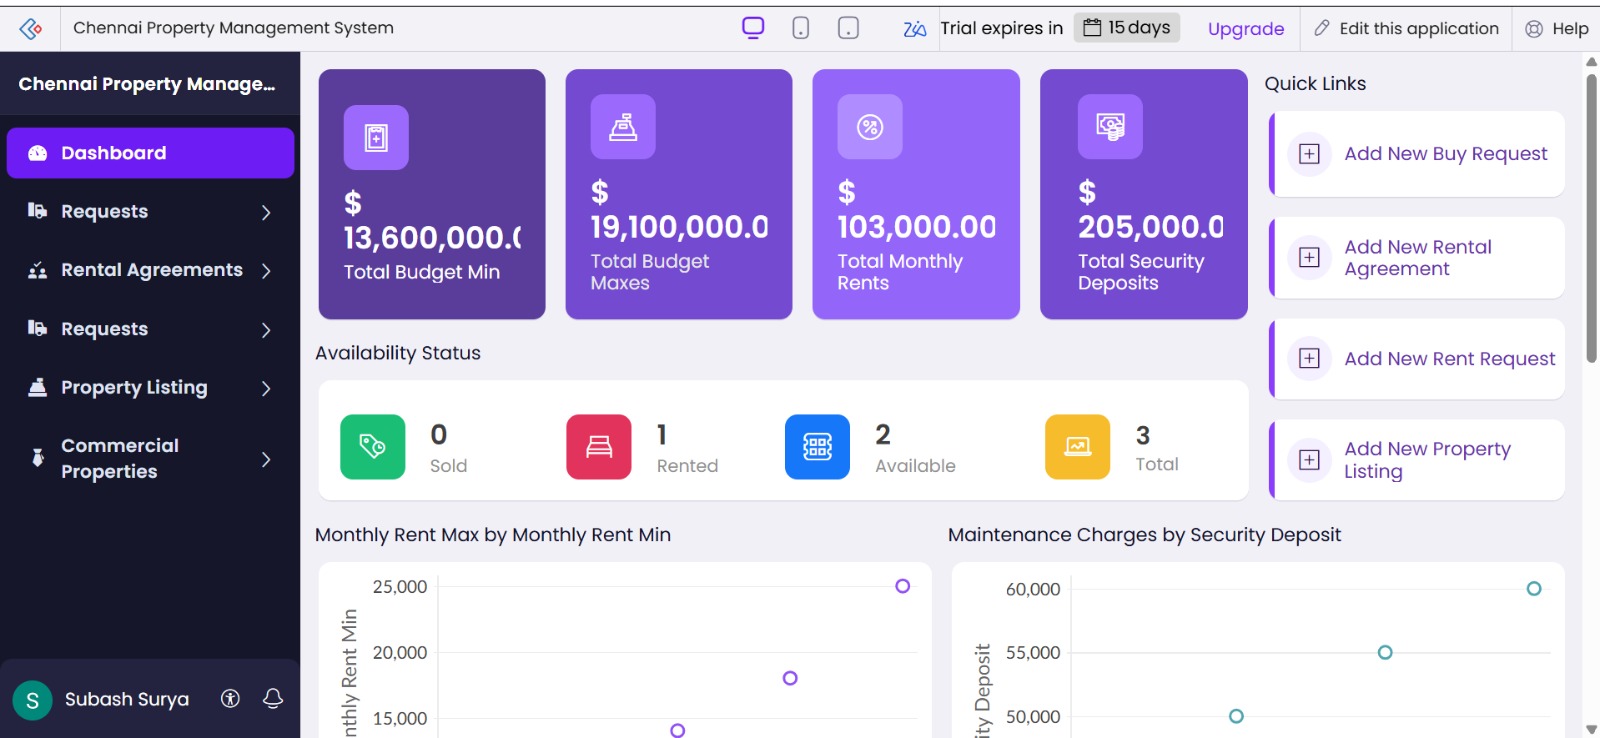 Chennai Property Management System
Trial expires in 15 days
Upgrade
Edit this application
Help
Chennai Property Manage...
Dashboard
Requests
Rental Agreements
Requests
Property Listing
Commercial
Properties
Subash Surya
S
$
13,600,000.0
Total Budget Min
$
19,100,000.0
Total Budget
Maxes
$
103,000.00
Total Monthly
Rents
$
205,000.0
Total Security
Deposits
Quick Links
Add New Buy Request
Add New Rental
Agreement
Add New Rent Request
Add New Property
Listing
Availability Status
0
Sold
1
Rented
2
Available
3
Total
Monthly Rent Max by Monthly Rent Min
25,000
20,000
15,000
Rent Min
Maintenance Charges by Security Deposit
60,000
55,000
50,000
Deposit